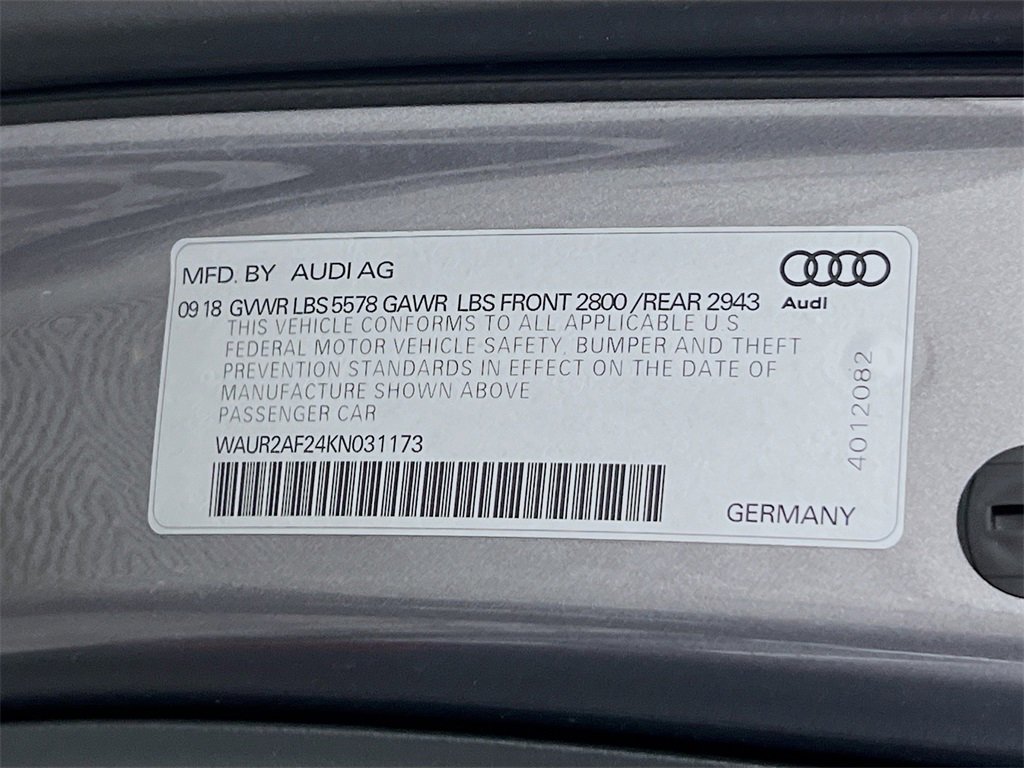 MFD. BY AUDI AG
Audi
09 18 GVWR LBS 5578 GAWR LBS FRONT 2800 /REAR 2943
THIS VEHICLE CONFORMS TO ALL APPLICABLE U S
FEDERAL MOTOR VEHICLE SAFETY, BUMPER AND THEFT
PREVENTION STANDARDS IN EFFECT ON THE DATE OF
MANUFACTURE SHOWN ABOVE
PASSENGER CAR
WAUR2AF24KN031173
GERMANY
4012082